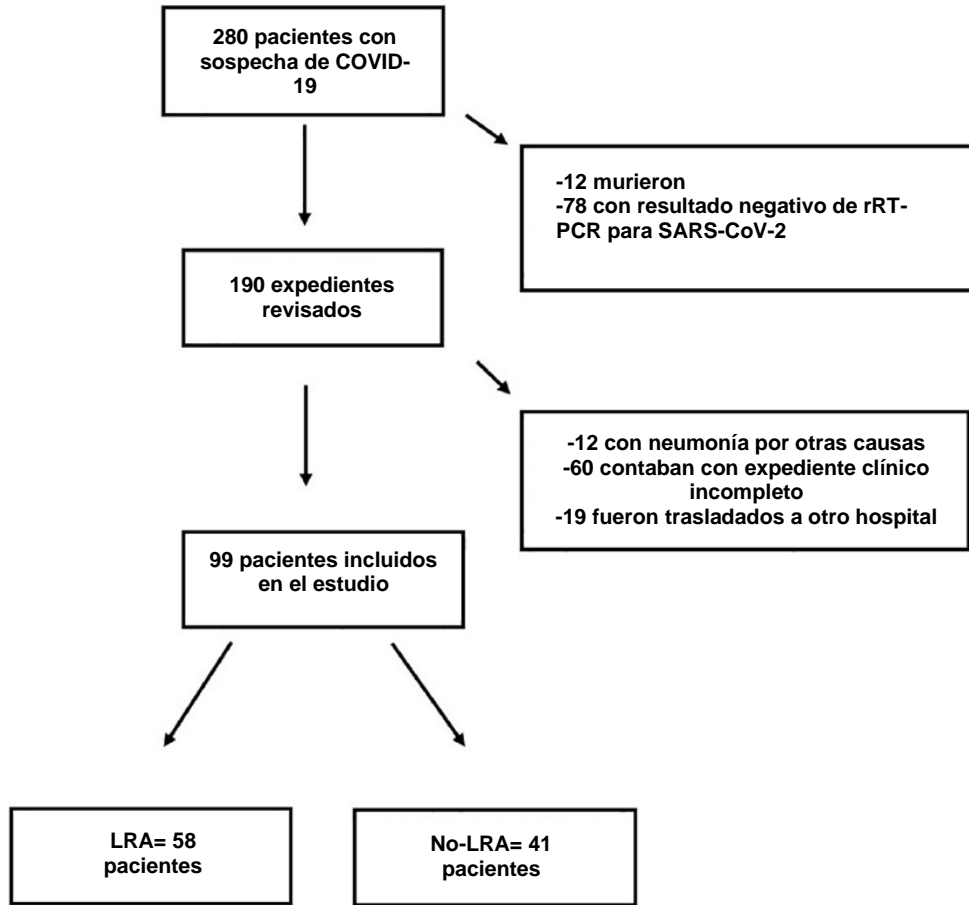 280 pacientes con
sospecha de COVID-
19
-12 murieron
-78 con resultado negativo de rRT-
PCR para SARS-CoV-2
190 expedientes
revisados
-12 con neumonía por otras causas
-60 contaban con expediente clínico
incompleto
-19 fueron trasladados a otro hospital
99 pacientes incluidos
en el estudio
LRA= 58
pacientes
No-LRA= 41
pacientes